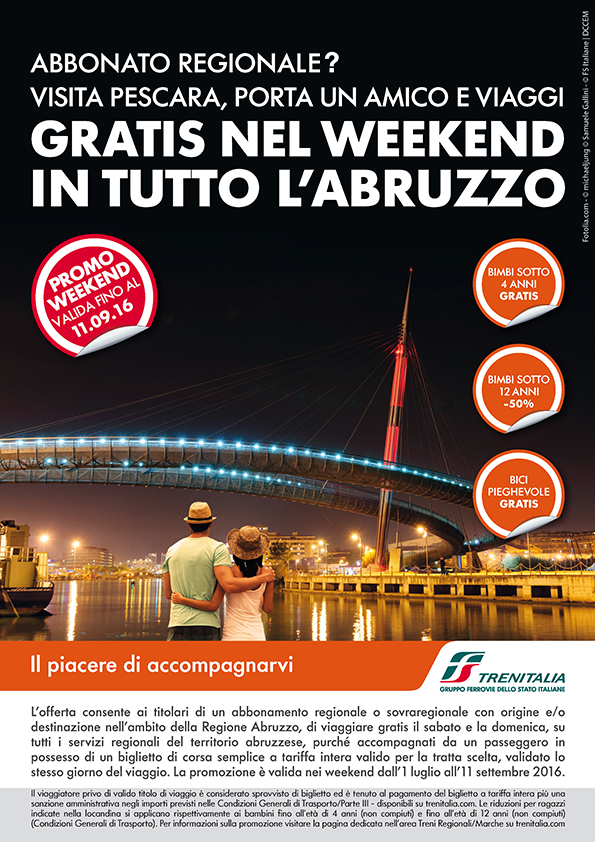 Fotolia.com - © michaeljung © Samuele Gallini - © FS Italiane | DCCEM
ABBONATO REGIONALE?
VISITA PESCARA, PORTA UN AMICO E VIAGGI
GRATIS NEL WEEKEND
IN TUTTO L'ABRUZZO
PROMO
WEEKEND
VALIDA FINO AL
11.09.16
BIMBI SOTTO
4 ANNI
GRATIS
BIMBI SOTTO
12 ANNI
-50%
BICI
PIEGHEVOLE
GRATIS
Il piacere di accompagnarvi
TRENITALIA
GRUPPO FERROVIE DELLO STATO ITALIANE
L'offerta consente ai titolari di un abbonamento regionale o sovraregionale con origine e/o
destinazione nell'ambito della Regione Abruzzo, di viaggiare gratis il sabato e la domenica, su
tutti i servizi regionali del territorio abruzzese, purché accompagnati da un passeggero in
possesso di un biglietto di corsa semplice a tariffa intera valido per la tratta scelta, validato lo
stesso giorno del viaggio. La promozione è valida nei weekend dall'1 luglio all'11 settembre 2016.
Il viaggiatore privo di valido titolo di viaggio è considerato sprovvisto di biglietto ed è tenuto al pagamento del biglietto a tariffa intera più una
sanzione amministrativa negli importi previsti nelle Condizioni Generali di Trasporto/Parte III - disponibili su trenitalia.com. Le riduzioni per ragazzi
indicate nella locandina si applicano rispettivamente ai bambini fino all'età di 4 anni (non compiuti) e fino all'età di 12 anni (non compiuti)
(Condizioni Generali di Trasporto). Per informazioni sulla promozione visitare la pagina dedicata nell'area Treni Regionali/Marche su trenitalia.com